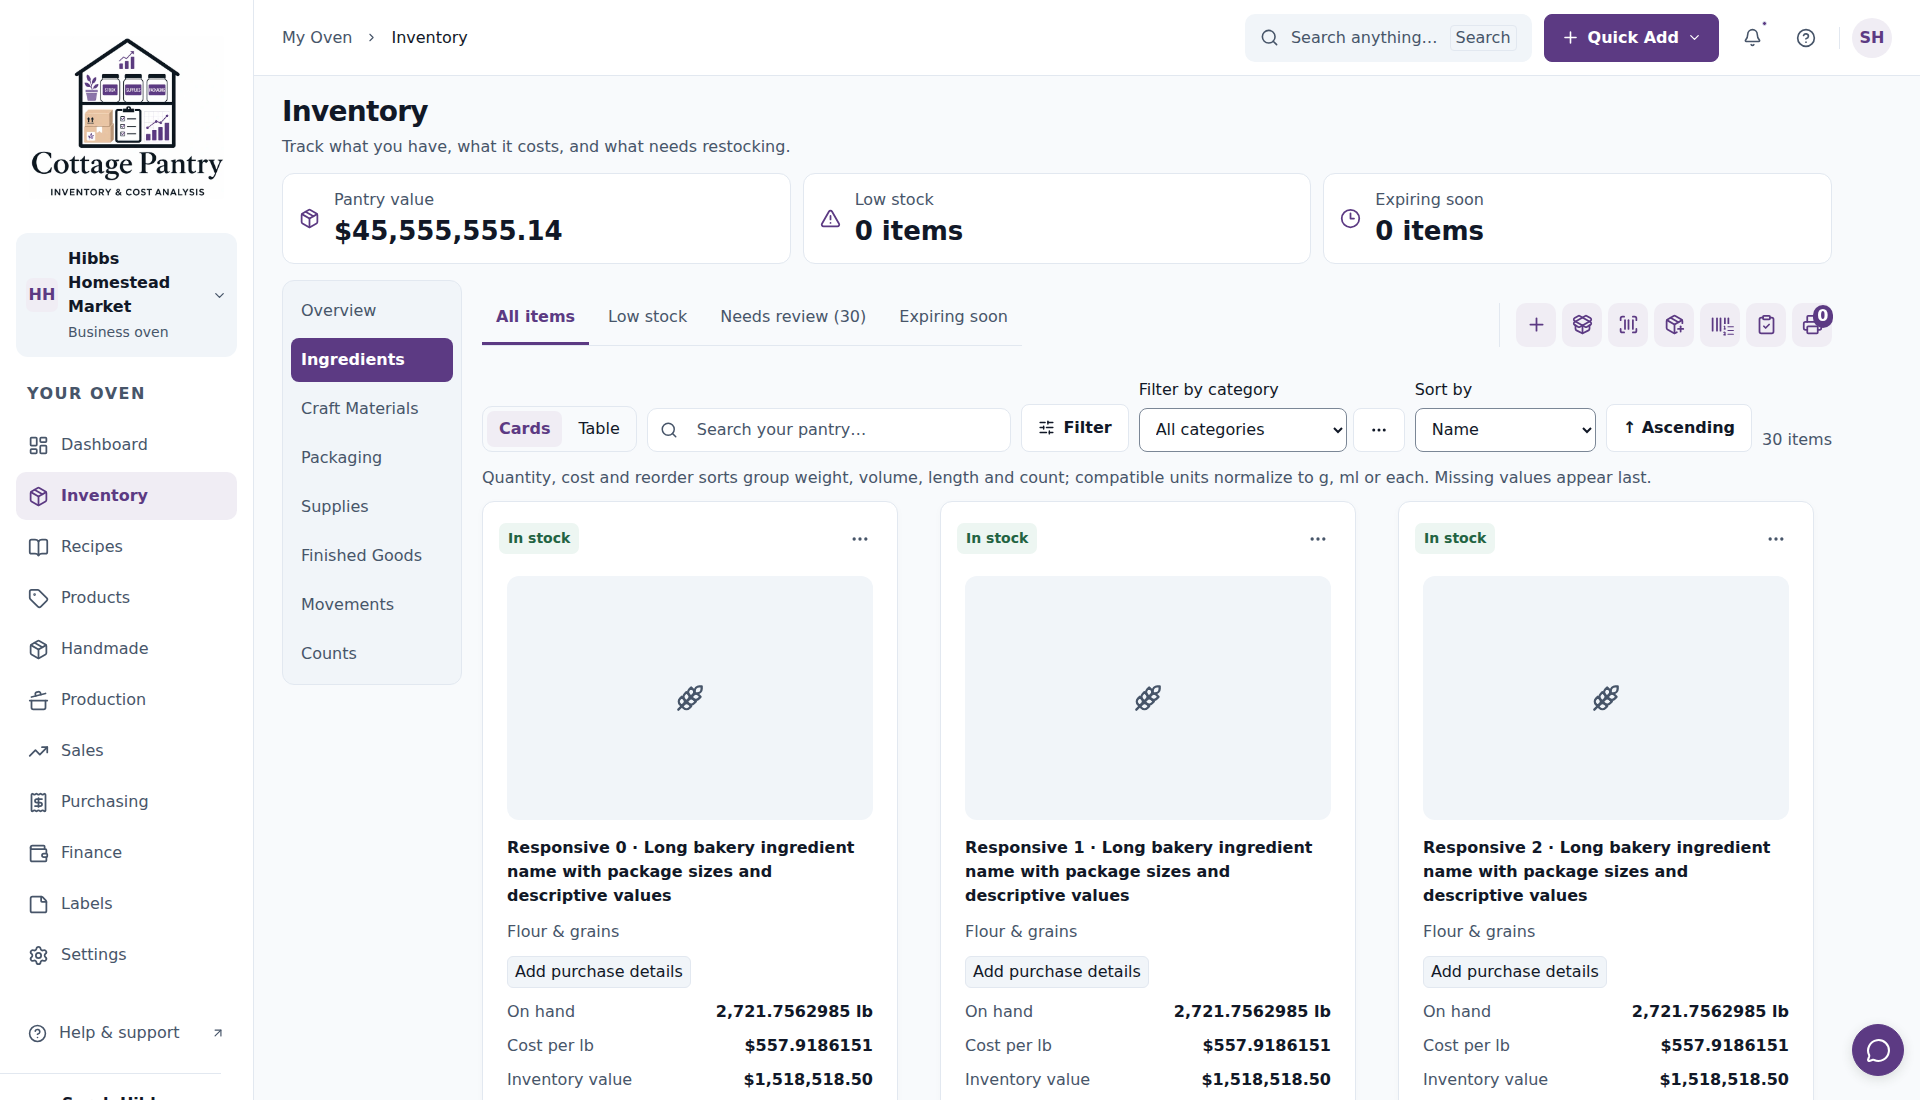 Cottage Pantry
INVENTORY & COST ANALYSIS
HH
Hibbs
Homestead
Market
Business oven
YOUR OVEN
Dashboard
Inventory
Recipes
Products
Handmade
Production
Sales
Purchasing
Finance
Labels
Settings
Help & support
My Oven
Inventory
Search anything...
Search
Quick Add
SH
Inventory
Track what you have, what it costs, and what needs restocking.
Pantry value
$45,555,555.14
Low stock
0 items
Expiring soon
0 items
Overview
Ingredients
Craft Materials
Packaging
Supplies
Finished Goods
Movements
Counts
All items
Low stock
Needs review (30)
Expiring soon
0
Cards
Table
Search your pantry...
Filter
Filter by category
All categories
Sort by
Name
↑ Ascending
30 items
Quantity, cost and reorder sorts group weight, volume, length and count; compatible units normalize to g, ml or each. Missing values appear last.
In stock
Responsive 0 · Long bakery ingredient
name with package sizes and
descriptive values
Flour & grains
Add purchase details
On hand 2,721.7562985 lb
Cost per lb $557.9186151
Inventory value $1,518,518.50
In stock
Responsive 1 · Long bakery ingredient
name with package sizes and
descriptive values
Flour & grains
Add purchase details
On hand 2,721.7562985 lb
Cost per lb $557.9186151
Inventory value $1,518,518.50
In stock
Responsive 2 · Long bakery ingredient
name with package sizes and
descriptive values
Flour & grains
Add purchase details
On hand 2,721.7562985 lb
Cost per lb $557.9186151
Inventory value $1,518,518.50